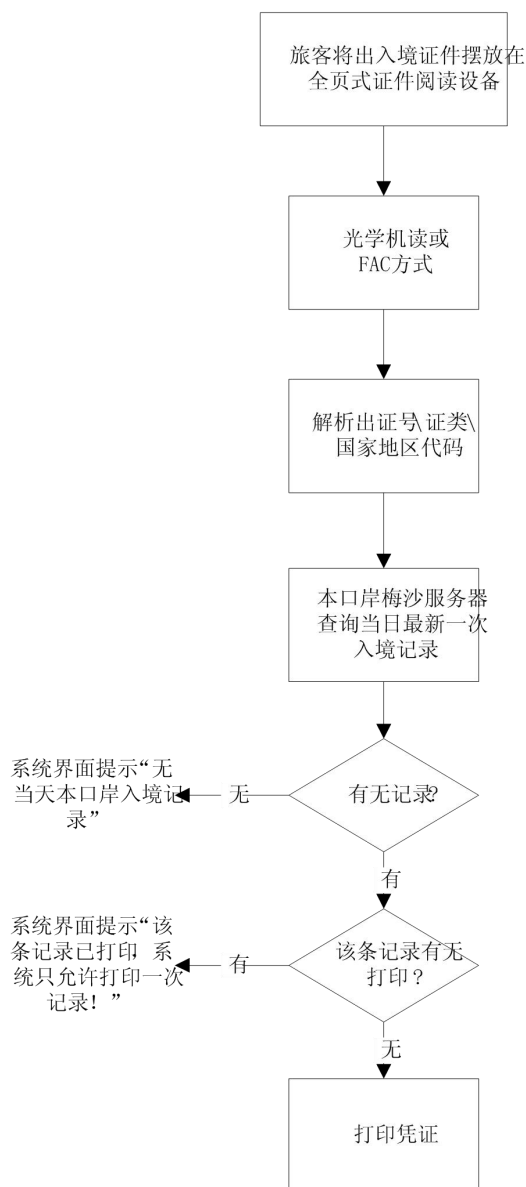 旅客将出入境证件摆放在
全页式证件阅读设备
光学机读或
FAC方式
解析出证号\证类\
国家地区代码
本口岸梅沙服务器
查询当日最新一次
入境记录
有无记录?
无
系统界面提示“无
当天本口岸入境记
录”
有
该条记录有无
打印?
有
系统界面提示“该
条记录已打印, 系
统只允许打印一次
记录!”
无
打印凭证